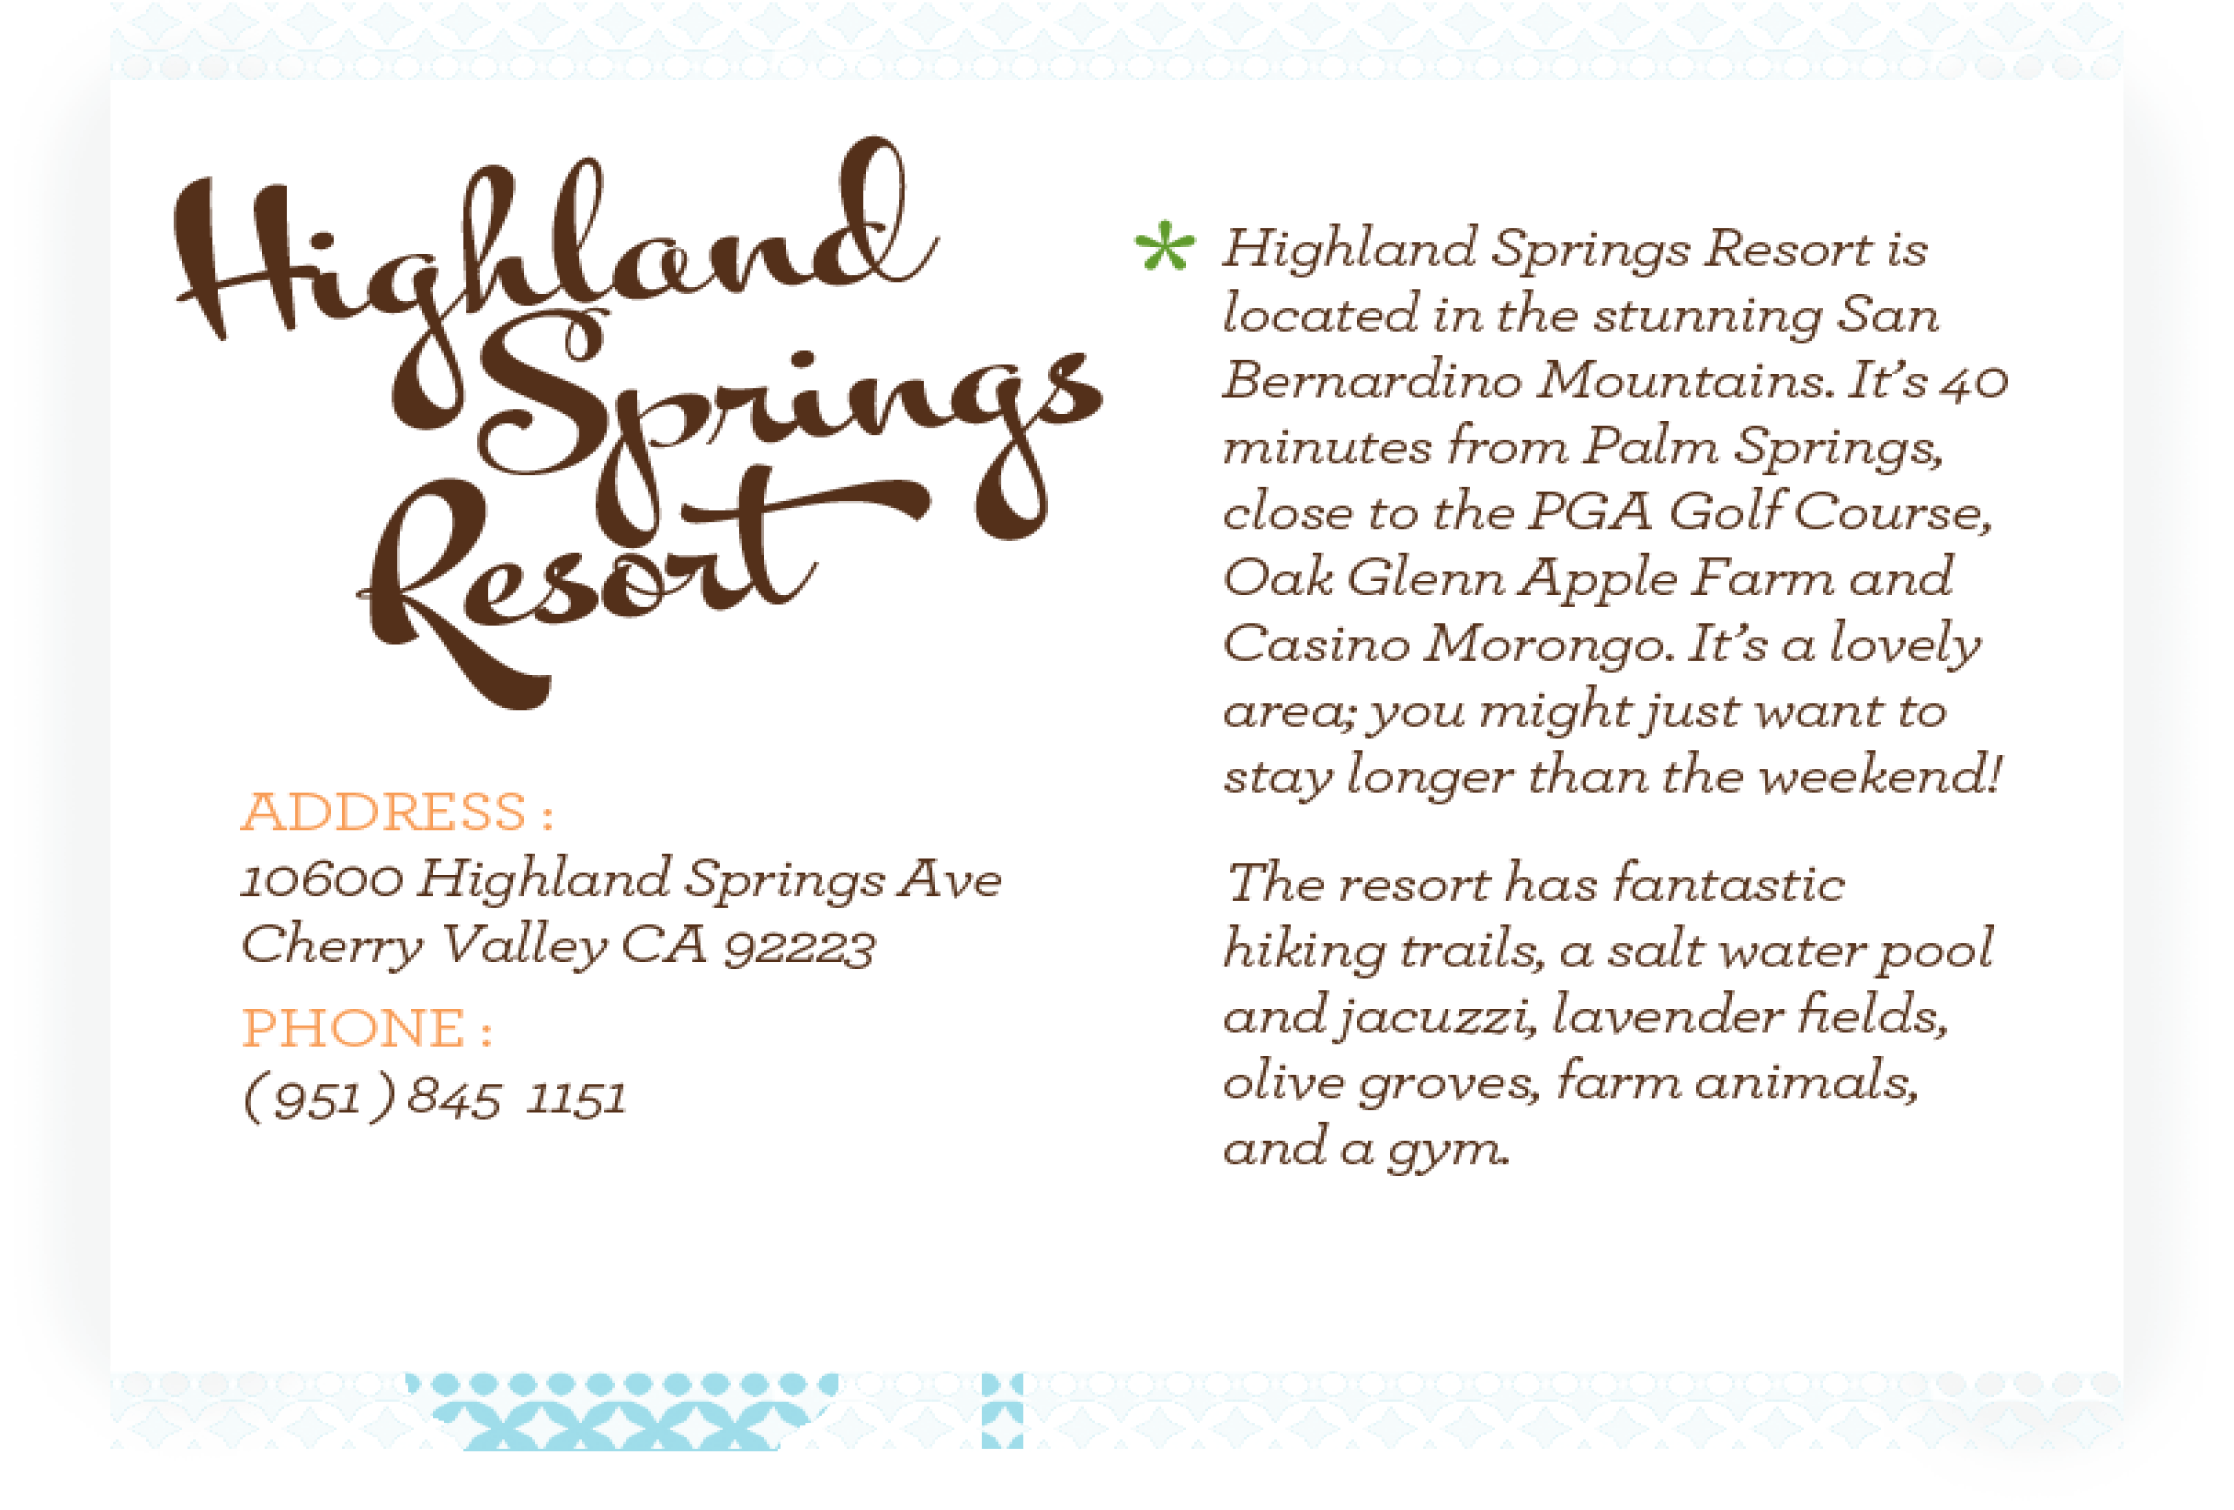 Highland
Springs
Resort
ADDRESS :
10600 Highland Springs Ave
Cherry Valley CA 92223
PHONE :
(951) 845 1151
* Highland Springs Resort is
located in the stunning San
Bernardino Mountains. It’s 40
minutes from Palm Springs,
close to the PGA Golf Course,
Oak Glenn Apple Farm and
Casino Morongo. It’s a lovely
area; you might just want to
stay longer than the weekend!
The resort has fantastic
hiking trails, a salt water pool
and jacuzzi, lavender fields,
olive groves, farm animals,
and a gym.